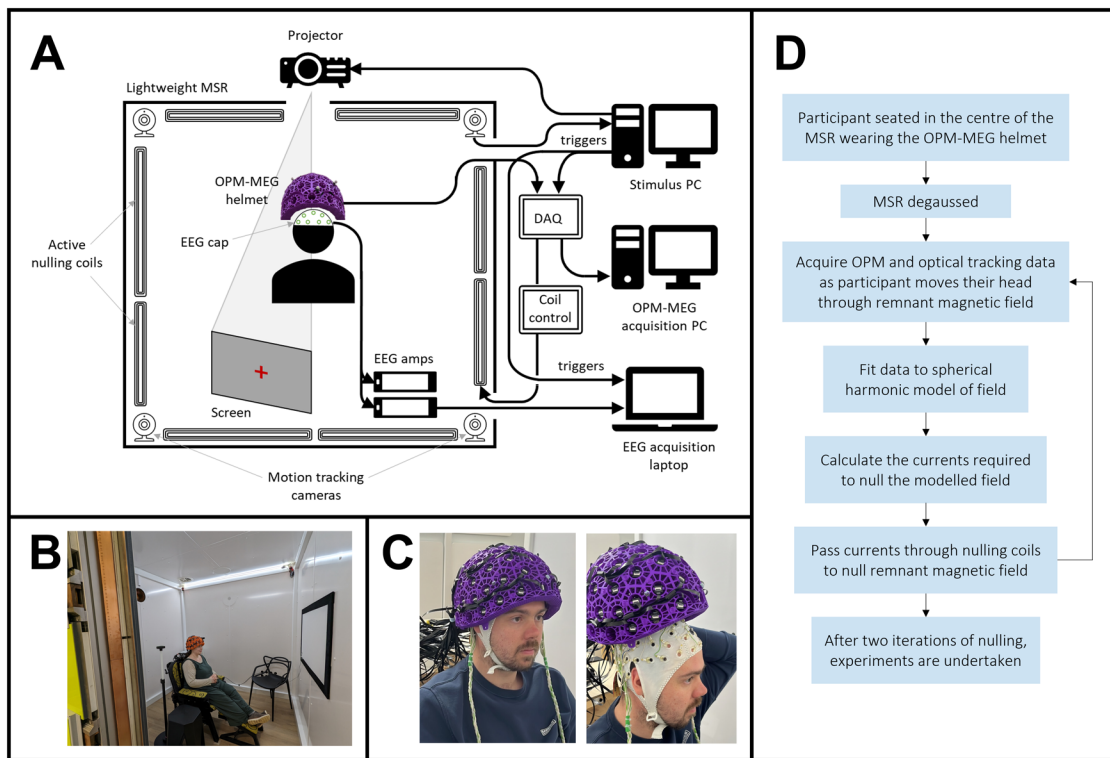 A
Projector
Lightweight MSR
triggers
Stimulus PC
OPM-MEG
helmet
EEG cap
DAQ
Active
nulling coils
Coil
control
OPM-MEG
acquisition PC
EEG amps
triggers
Screen
EEG acquisition
laptop
Motion tracking
cameras
B
C
D
Participant seated in the centre of the
MSR wearing the OPM-MEG helmet
MSR degaussed
Acquire OPM and optical tracking data
as participant moves their head
through remnant magnetic field
Fit data to spherical
harmonic model of field
Calculate the currents required
to null the modelled field
Pass currents through nulling coils
to null remnant magnetic field
After two iterations of nulling,
experiments are undertaken